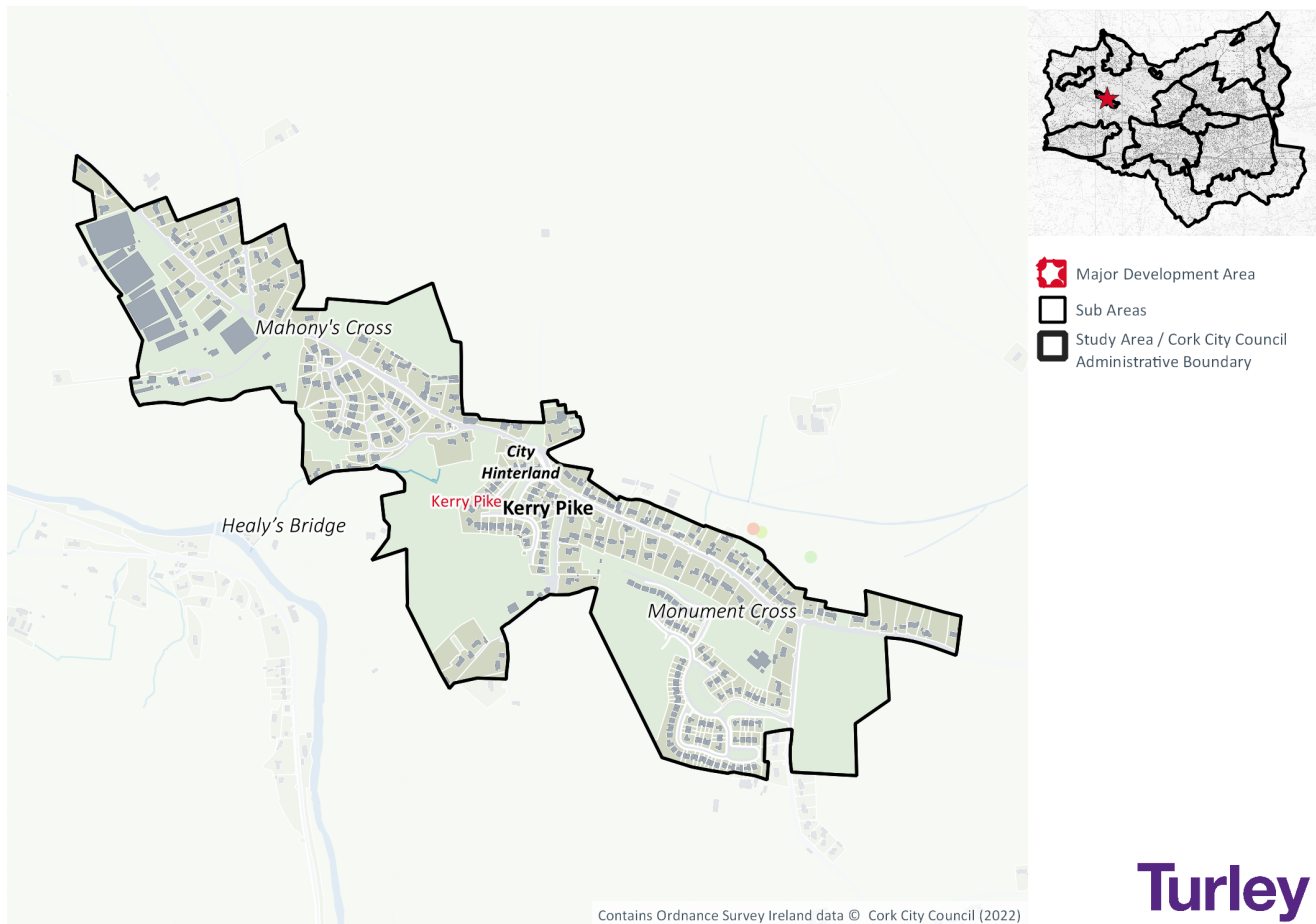 Mahony's Cross
City
Hinterland
Kerry Pike
Kerry Pike
Healy's Bridge
Monument Cross
Contains Ordnance Survey Ireland data © Cork City Council (2022)
Major Development Area
Sub Areas
Study Area / Cork City Council
Administrative Boundary
Turley